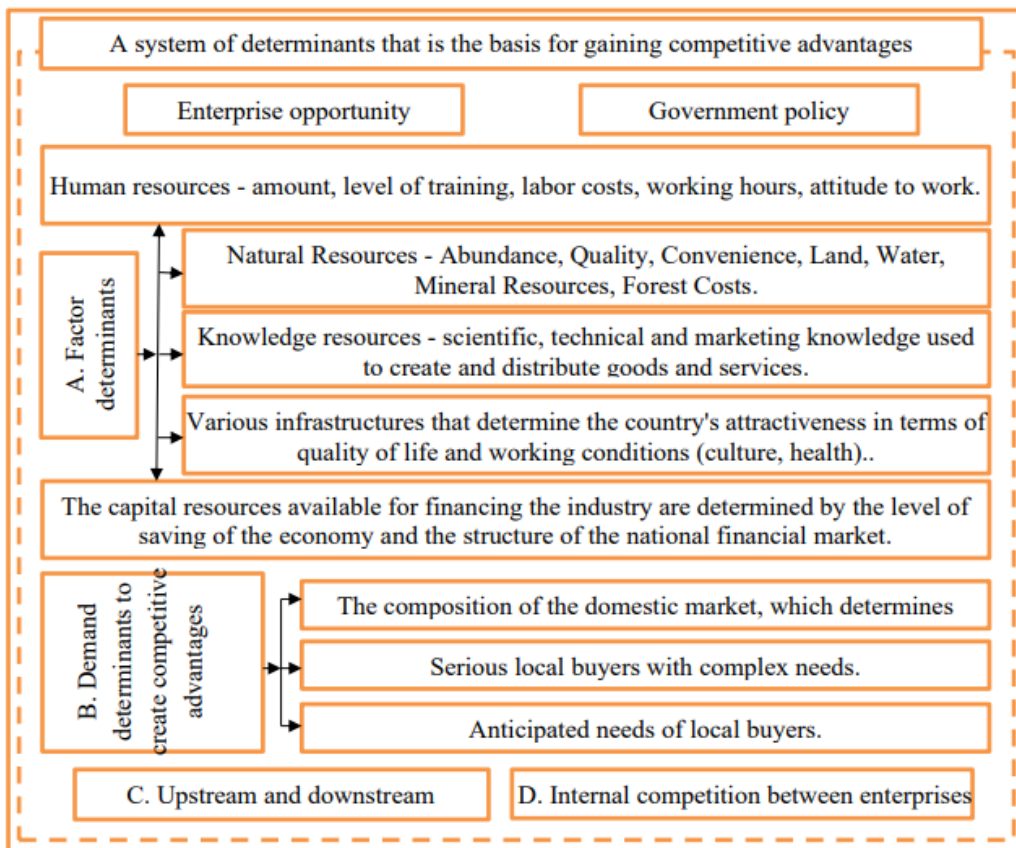 A system of determinants that is the basis for gaining competitive advantages
Enterprise opportunity
Government policy
Human resources - amount, level of training, labor costs, working hours, attitude to work.
A. Factor
determinants
Natural Resources - Abundance, Quality, Convenience, Land, Water,
Mineral Resources, Forest Costs.
Knowledge resources - scientific, technical and marketing knowledge used
to create and distribute goods and services.
Various infrastructures that determine the country's attractiveness in terms of
quality of life and working conditions (culture, health)..
The capital resources available for financing the industry are determined by the level of
saving of the economy and the structure of the national financial market.
B. Demand
determinants to
create competitive
advantages
The composition of the domestic market, which determines
Serious local buyers with complex needs.
Anticipated needs of local buyers.
C. Upstream and downstream
D. Internal competition between enterprises